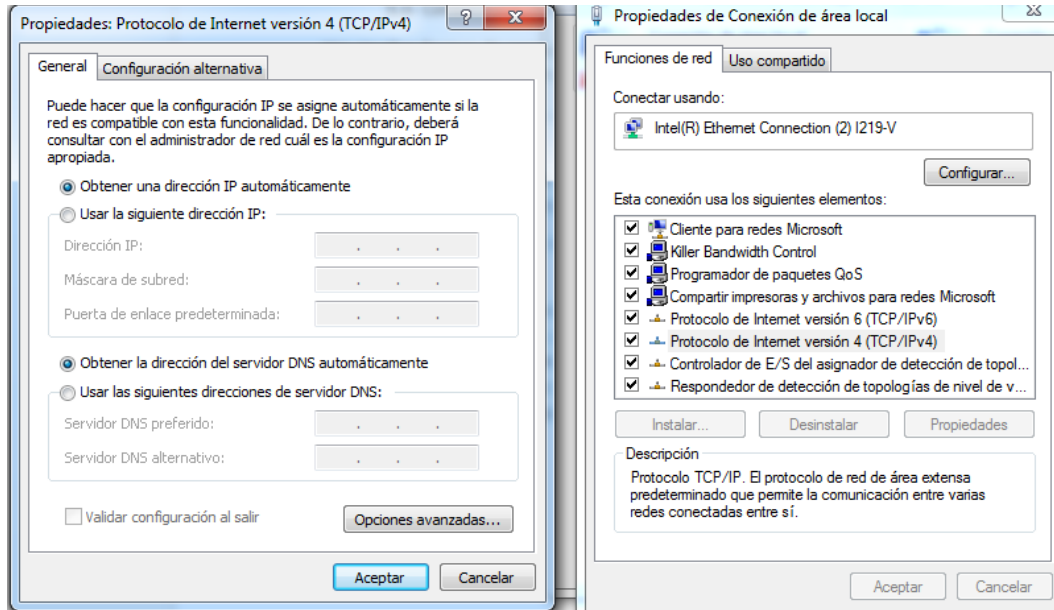 Propiedades: Protocolo de Internet versión 4 (TCP/IPv4)
General
Configuración alternativa
Puede hacer que la configuración IP se asigne automáticamente si la
red es compatible con esta funcionalidad. De lo contrario, deberá
consultar con el administrador de red cuál es la configuración IP
apropiada.
Obtener una dirección IP automáticamente
Usar la siguiente dirección IP:
Dirección IP:
Máscara de subred:
Puerta de enlace predeterminada:
Obtener la dirección del servidor DNS automáticamente
Usar las siguientes direcciones de servidor DNS:
Servidor DNS preferido:
Servidor DNS alternativo:
Validar configuración al salir
Opciones avanzadas...
Aceptar
Cancelar
Propiedades de Conexión de área local
Funciones de red
Uso compartido
Conectar usando:
Intel(R) Ethernet Connection (2) I219-V
Configurar...
Esta conexión usa los siguientes elementos:
Cliente para redes Microsoft
Killer Bandwidth Control
Programador de paquetes QoS
Compartir impresoras y archivos para redes Microsoft
Protocolo de Internet versión 6 (TCP/IPv6)
Protocolo de Internet versión 4 (TCP/IPv4)
Controlador de E/S del asignador de detección de topol...
Respondedor de detección de topologías de nivel de v...
Instalar...
Desinstalar
Propiedades
Descripción
Protocolo TCP/IP. El protocolo de red de área extensa
predeterminado que permite la comunicación entre varias
redes conectadas entre sí.
Aceptar
Cancelar